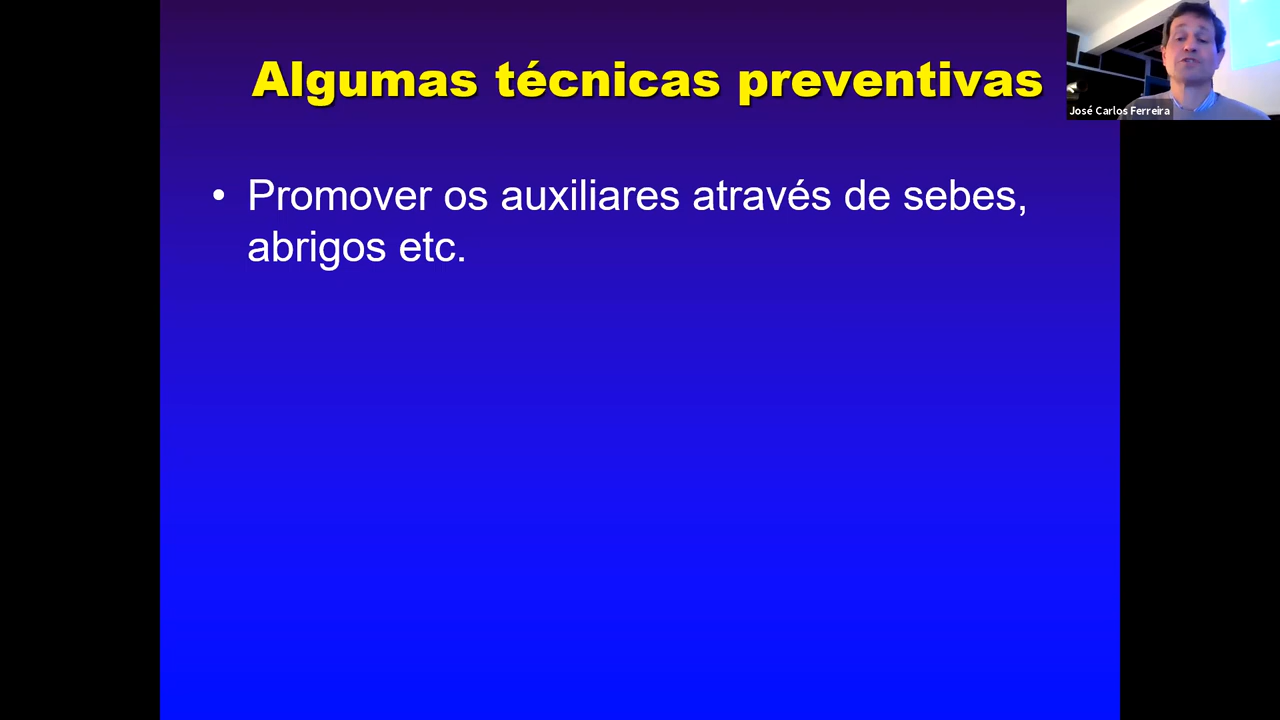 Algumas técnicas preventivas
José Carlos Ferreira
• Promover os auxiliares através de sebes,
abrigos etc.